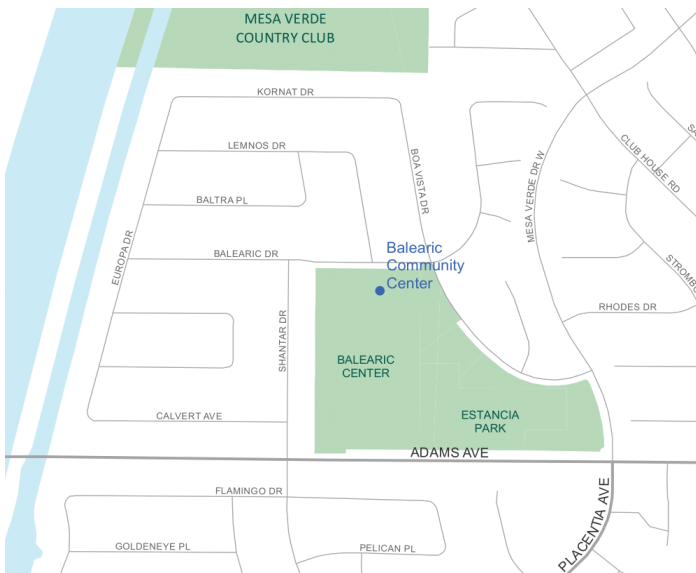 MESA VERDE
COUNTRY CLUB
KORNAT DR
LEMNOS DR
BOA VISTA DR
CLUB HOUSE RD
MESA VERDE DR W
BALTRA PL
EUROPA DR
BALEARIC DR
Balearic
Community
Center
RHODES DR
SHANTAR DR
BALEARIC
CENTER
CALVERT AVE
ESTANCIA
PARK
ADAMS AVE
FLAMINGO DR
PLACENTIA AVE
GOLDENEYE PL
PELICAN PL